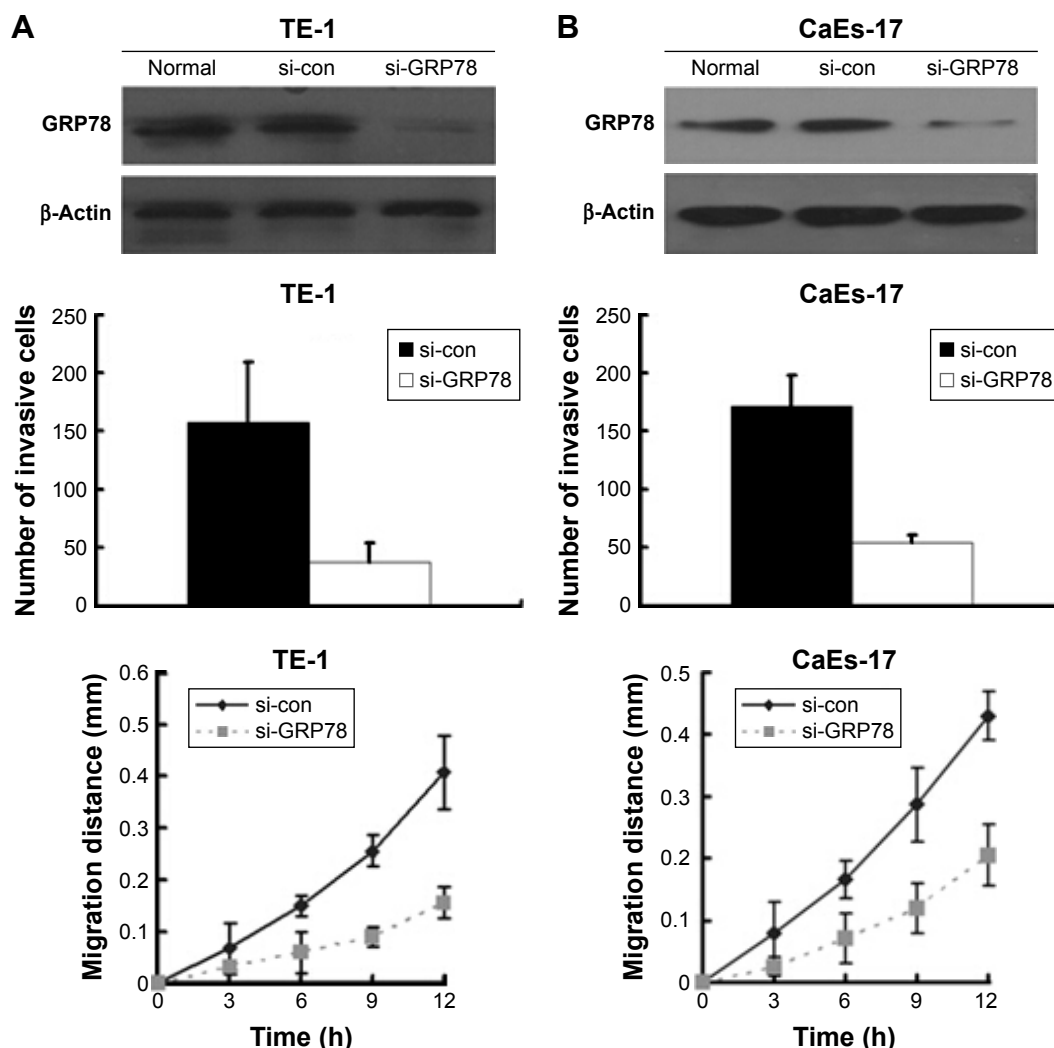 A
TE-1
Normal si-con si-GRP78
GRP78
β-Actin
TE-1
Number of invasive cells
250
200
150
100
50
0
si-con
si-GRP78
TE-1
Migration distance (mm)
0.6
0.5
0.4
0.3
0.2
0.1
0
si-con
si-GRP78
0 3 6 9 12
Time (h)
B
CaEs-17
Normal si-con si-GRP78
GRP78
β-Actin
CaEs-17
Number of invasive cells
250
200
150
100
50
0
si-con
si-GRP78
CaEs-17
Migration distance (mm)
0.5
0.4
0.3
0.2
0.1
0
si-con
si-GRP78
0 3 6 9 12
Time (h)